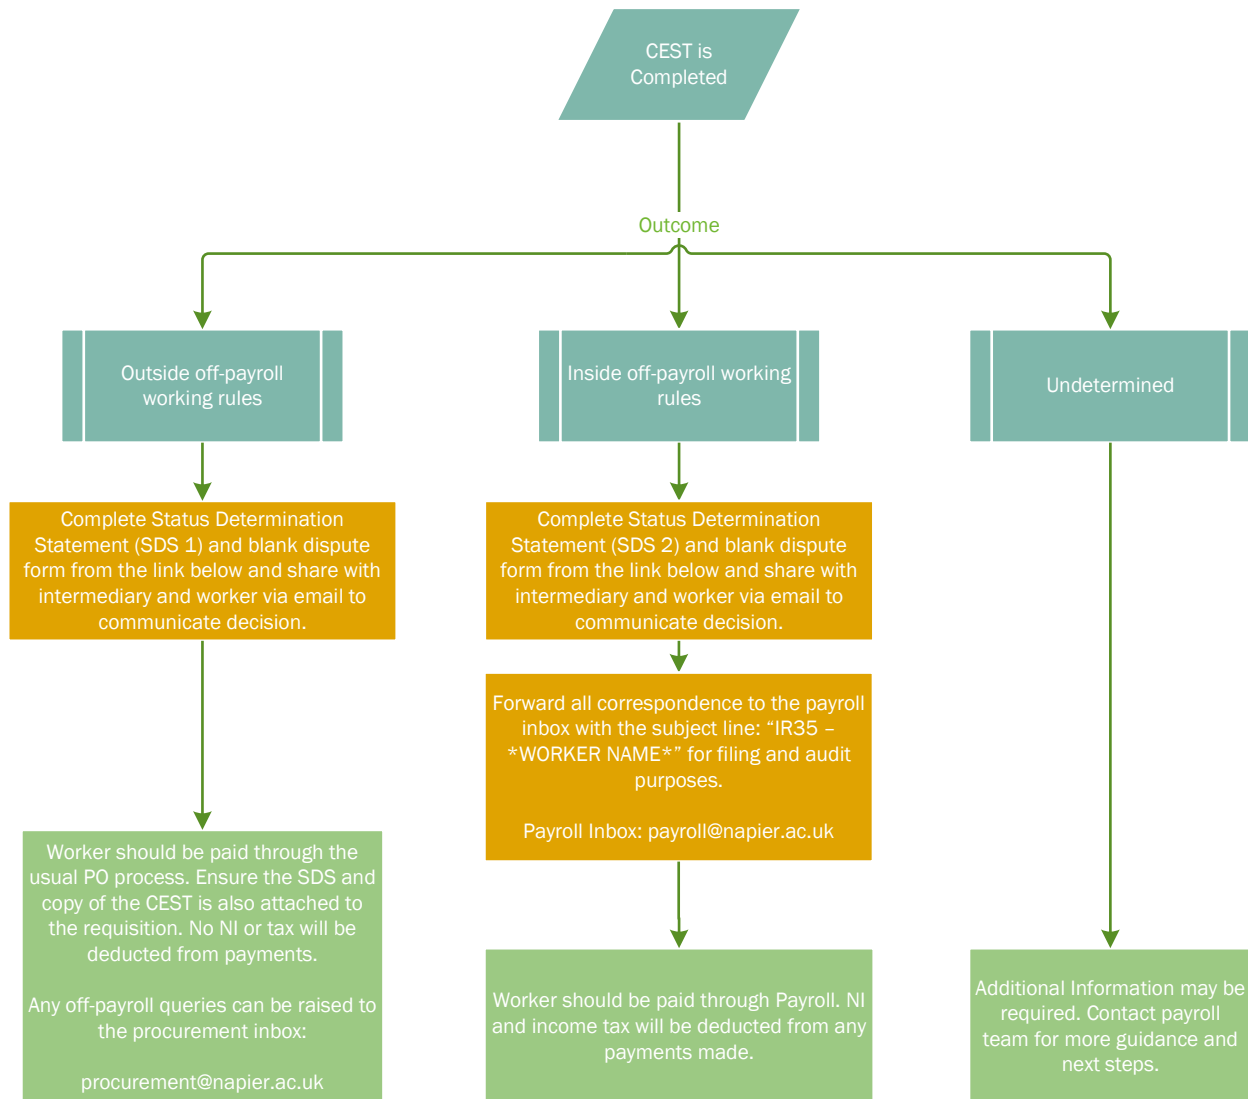 CEST is
Completed
Outcome
Outside off-payroll
working rules
Inside off-payroll working
rules
Undetermined
Complete Status Determination
Statement (SDS 1) and blank dispute
form from the link below and share with
intermediary and worker via email to
communicate decision.
Complete Status Determination
Statement (SDS 2) and blank dispute
form from the link below and share with
intermediary and worker via email to
communicate decision.
Forward all correspondence to the payroll
inbox with the subject line: “IR35 –
*WORKER NAME*” for filing and audit
purposes.
Payroll Inbox: payroll@napier.ac.uk
Worker should be paid through the
usual PO process. Ensure the SDS and
copy of the CEST is also attached to
the requisition. No NI or tax will be
deducted from payments.
Any off-payroll queries can be raised to
the procurement inbox:
procurement@napier.ac.uk
Worker should be paid through Payroll. NI
and income tax will be deducted from any
payments made.
Additional Information may be
required. Contact payroll
team for more guidance and
next steps.